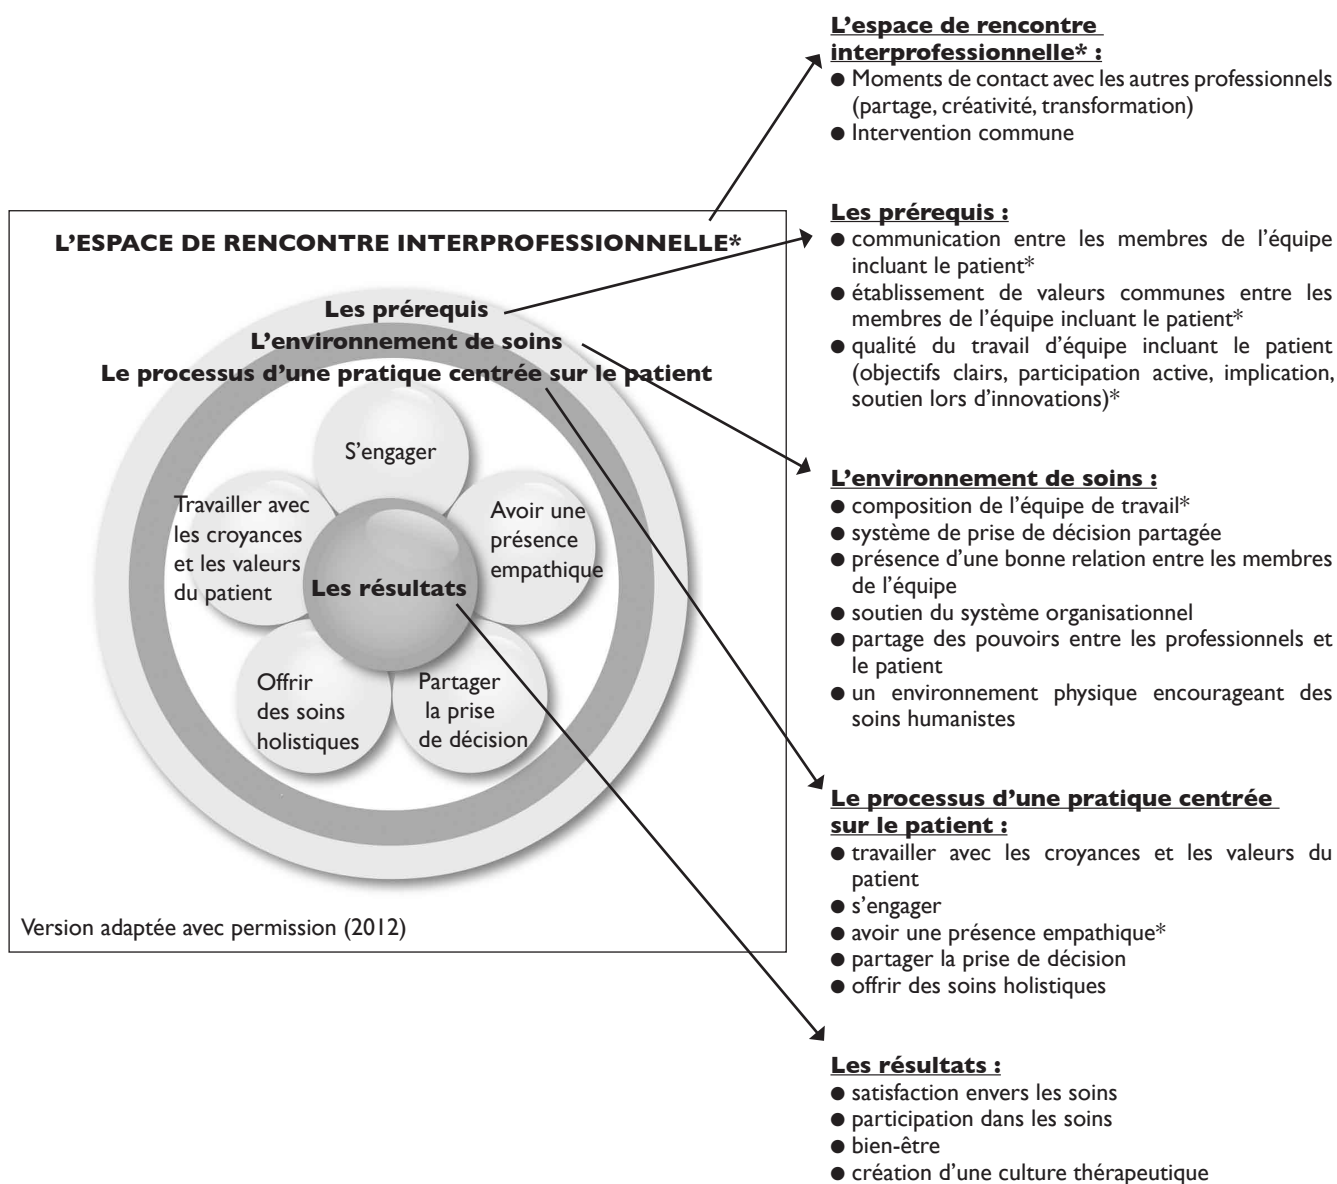 L'ESPACE DE RENCONTRE INTERPROFESSIONNELLE*
Les prérequis
L'environnement de soins
Le processus d'une pratique centrée sur le patient
S'engager
Travailler avec
les croyances
et les valeurs
du patient
Avoir une
présence
empathique
Les résultats
Offrir
des soins
holistiques
Partager
la prise
de décision
Version adaptée avec permission (2012)
L'espace de rencontre
interprofessionnelle* :
● Moments de contact avec les autres professionnels
(partage, créativité, transformation)
● Intervention commune
Les prérequis :
● communication entre les membres de l'équipe
incluant le patient*
● établissement de valeurs communes entre les
membres de l'équipe incluant le patient*
● qualité du travail d'équipe incluant le patient
(objectifs clairs, participation active, implication,
soutien lors d'innovations)*
L'environnement de soins :
● composition de l'équipe de travail*
● système de prise de décision partagée
● présence d'une bonne relation entre les membres
de l'équipe
● soutien du système organisationnel
● partage des pouvoirs entre les professionnels et
le patient
● un environnement physique encourageant des
soins humanistes
Le processus d'une pratique centrée
sur le patient :
● travailler avec les croyances et les valeurs du
patient
● s'engager
● avoir une présence empathique*
● partager la prise de décision
● offrir des soins holistiques
Les résultats :
● satisfaction envers les soins
● participation dans les soins
● bien-être
● création d'une culture thérapeutique